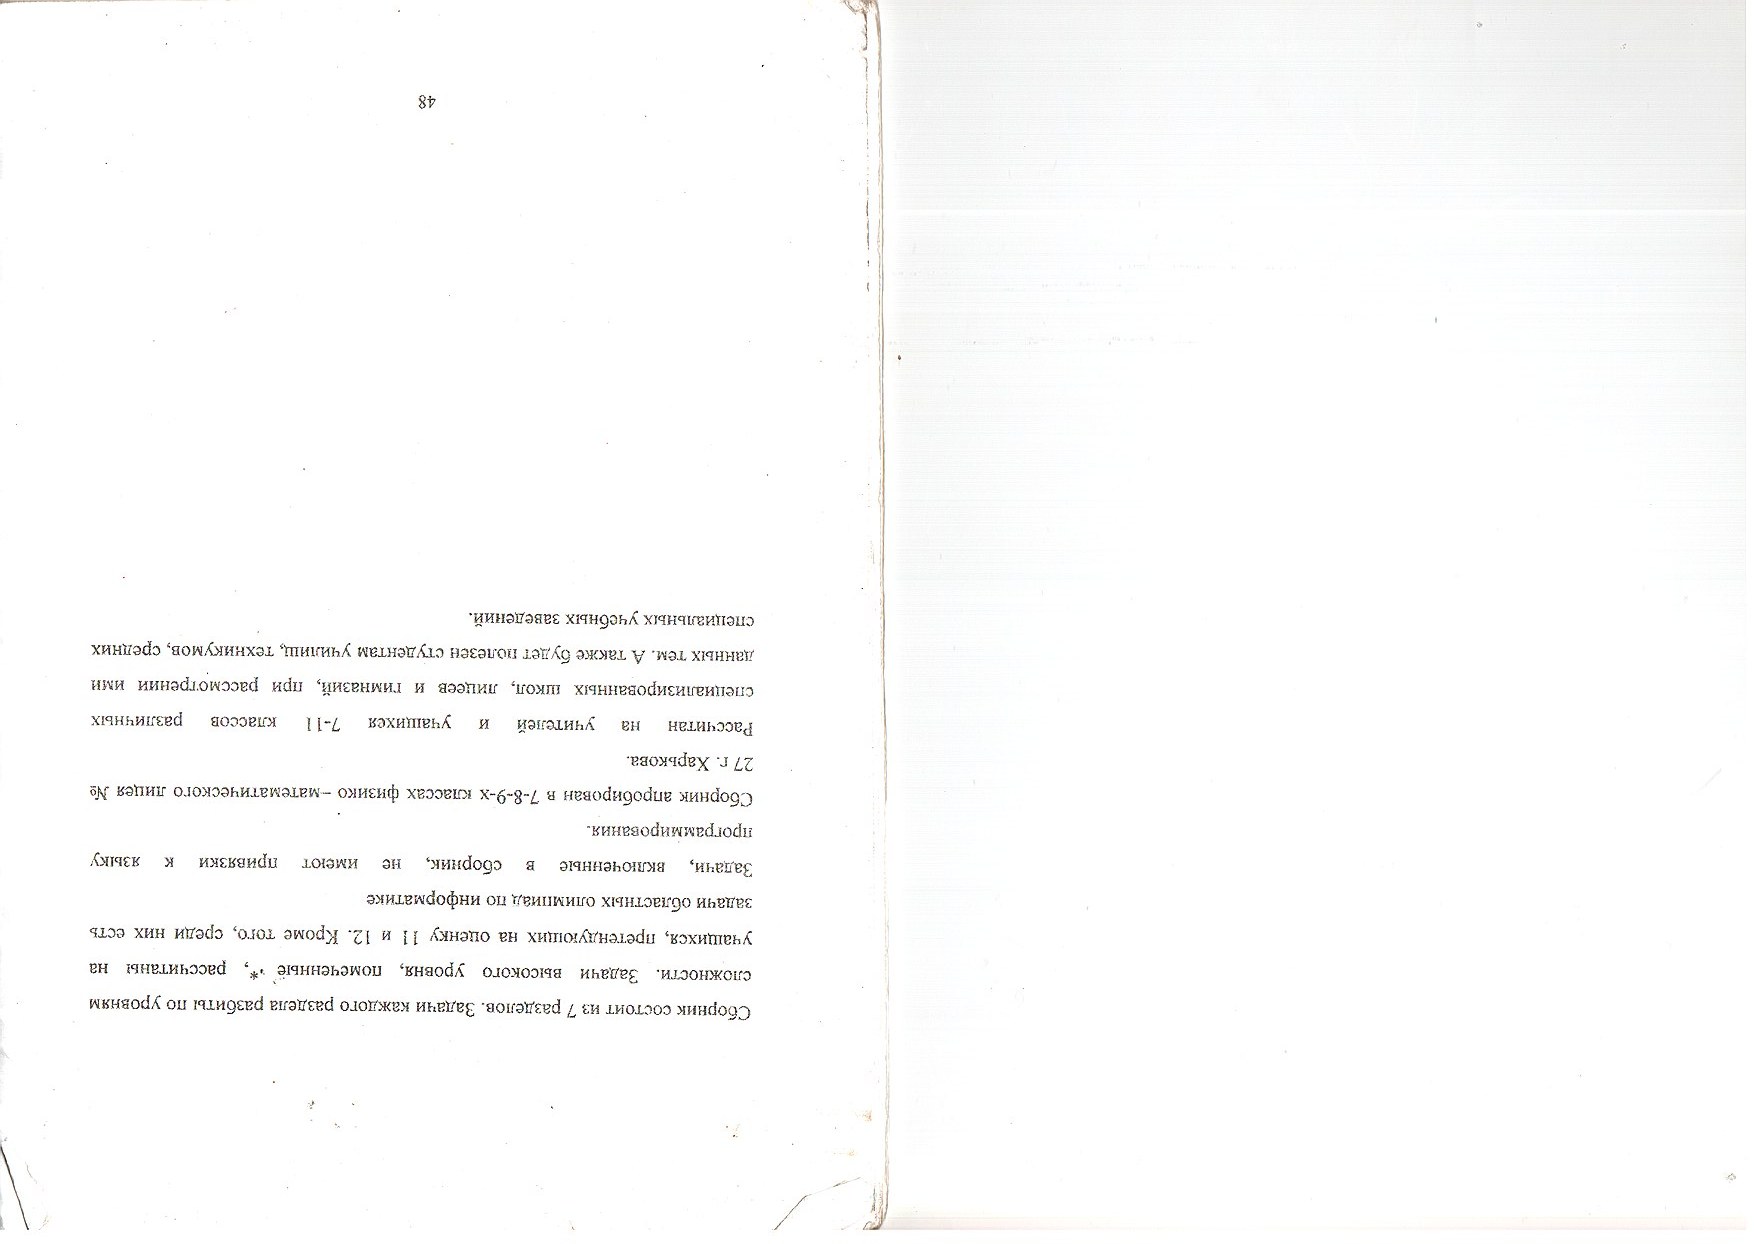 Сборник состоит из 7 разделов. Задачи каждого раздела разбиты по уровням
сложности. Задачи высокого уровня, помеченные '*, рассчитаны на
учащихся, претендующих на оценку 11 и 12. Кроме того, среди них есть
задачи областных олимпиад по информатике
Задачи, включенные в сборник, не имеют привязки к языку
программирования.
Сборник апробирован в 7-8-9-х классах физико –математического лицея №
27 г. Харькова.
Рассчитан на учителей и учащихся 7-11 классов различных
специализированных школ, лицеев и гимназий, при рассмотрении ими
данных тем. А также будет полезен студентам училищ, техникумов, средних
специальных учебных заведений.
48